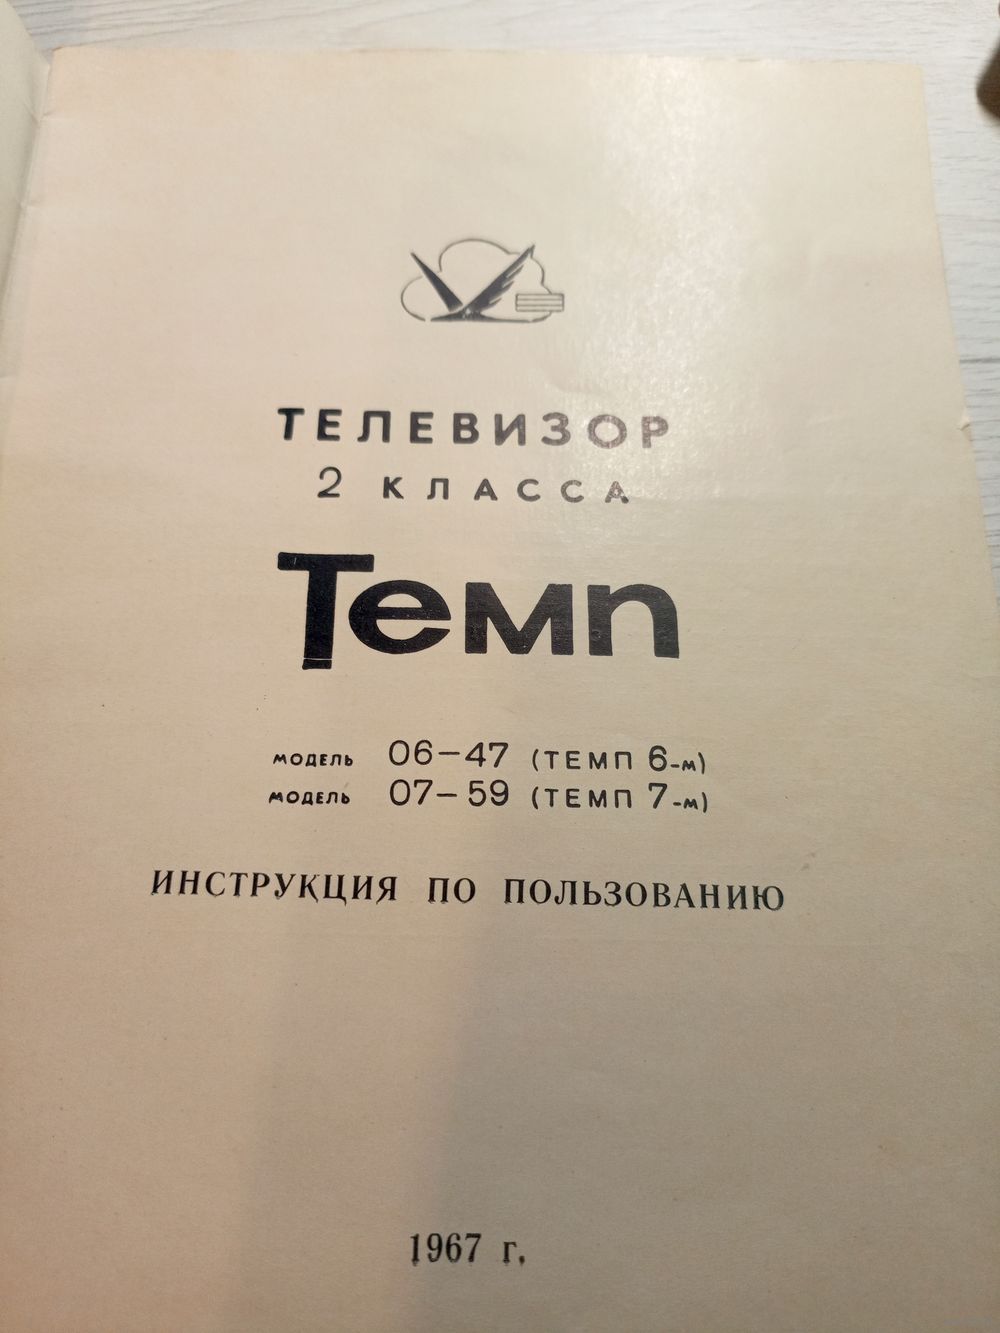 ТЕЛЕВИЗОР
2 КЛАССА
Темп
МОДЕЛЬ 06–47 (ТЕМП 6-м)
МОДЕЛЬ 07–59 (ТЕМП 7-м)
ИНСТРУКЦИЯ ПО ПОЛЬЗОВАНИЮ
1967 г.